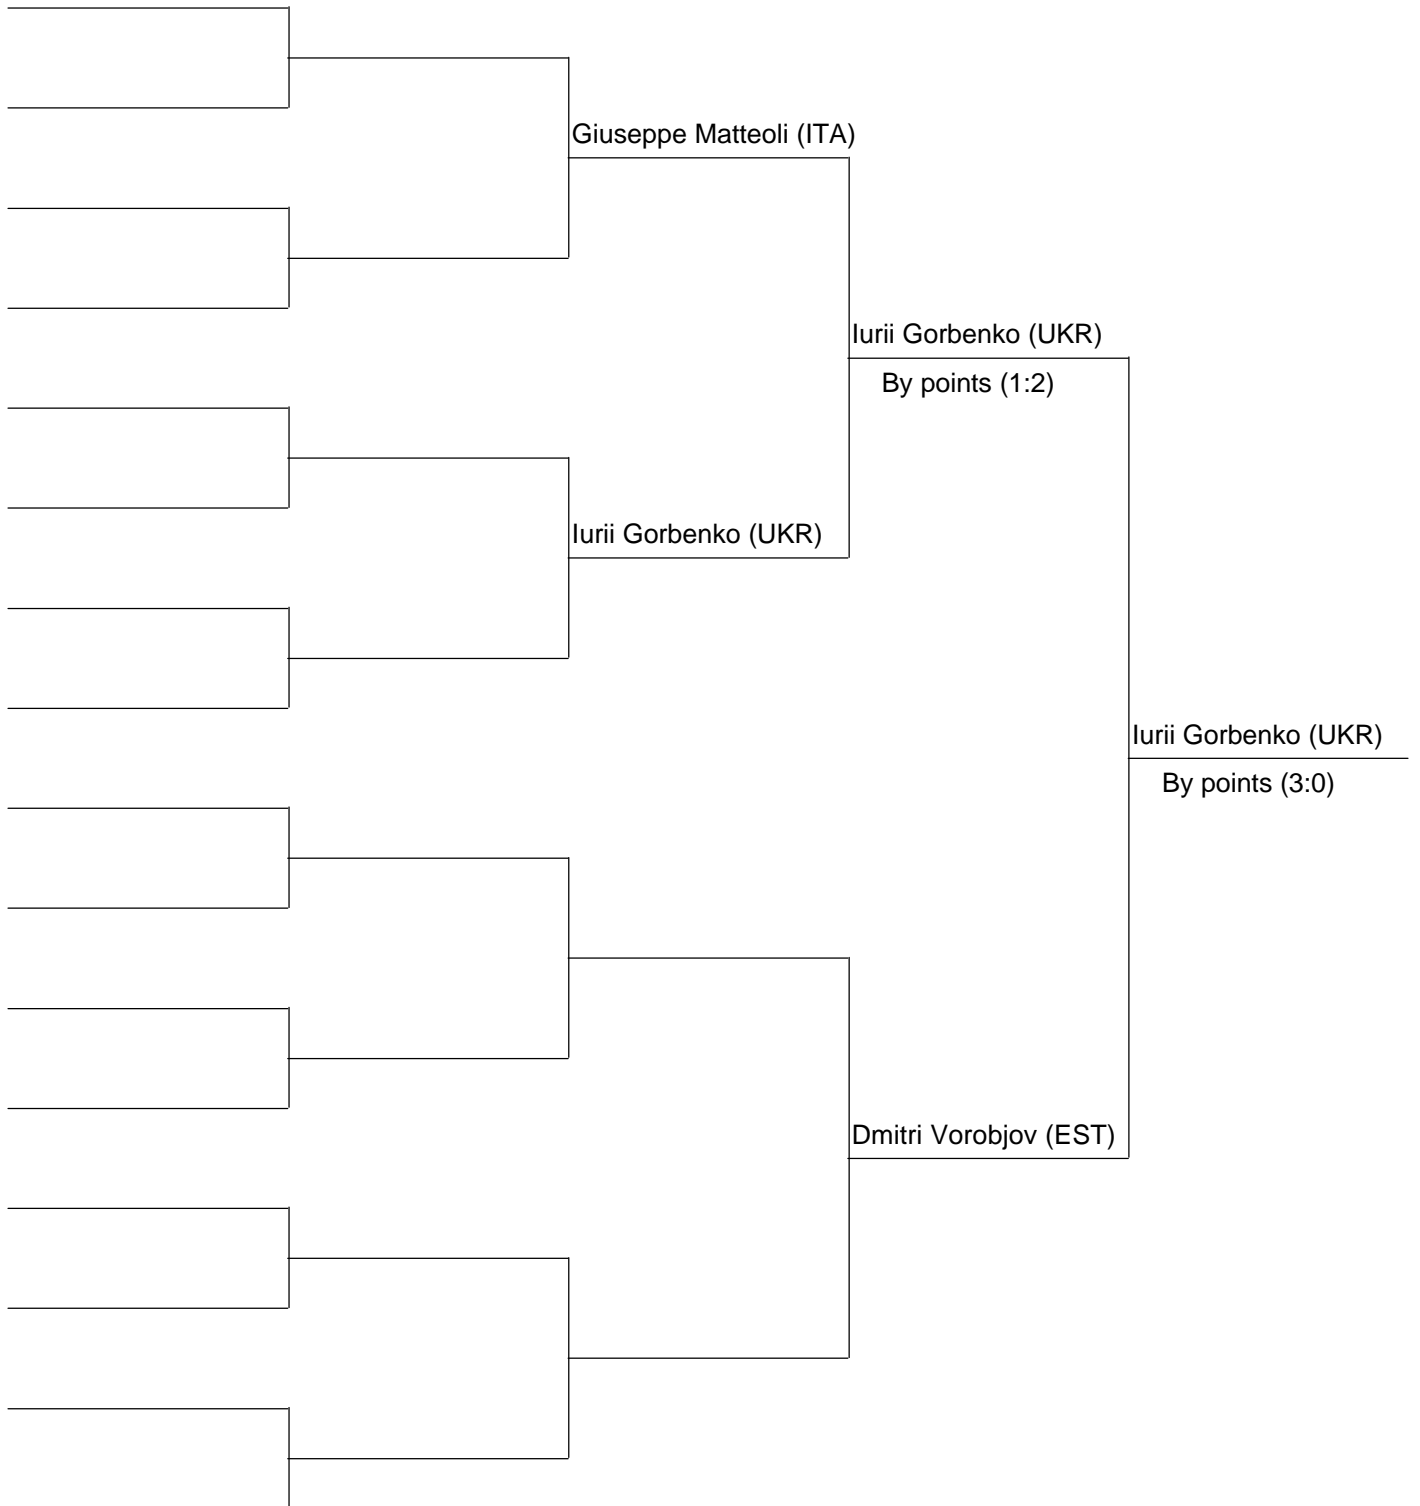 Giuseppe Matteoli (ITA)
Iurii Gorbenko (UKR)
By points (1:2)
Iurii Gorbenko (UKR)
Iurii Gorbenko (UKR)
By points (3:0)
Dmitri Vorobjov (EST)